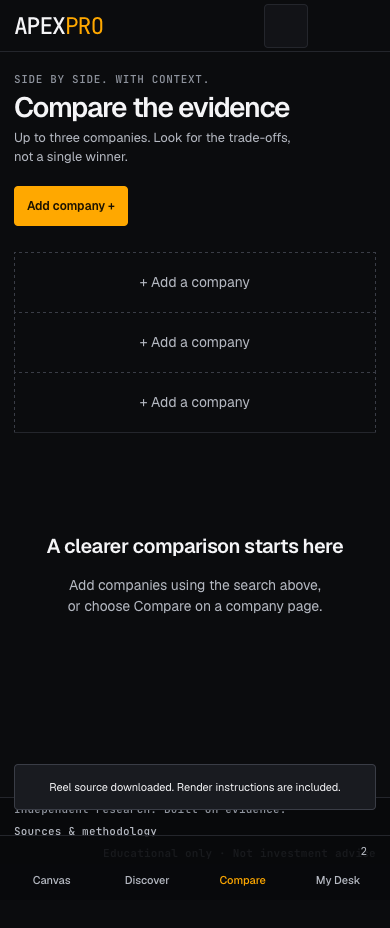 APEXPRO
SIDE BY SIDE. WITH CONTEXT.
Compare the evidence
Up to three companies. Look for the trade-offs,
not a single winner.
Add company +
+ Add a company
+ Add a company
+ Add a company
A clearer comparison starts here
Add companies using the search above,
or choose Compare on a company page.
Reel source downloaded. Render instructions are included.
Independent research. Built on evidence.
Sources & methodology
Educational only · Not investment advice
2
Canvas
Discover
Compare
My Desk